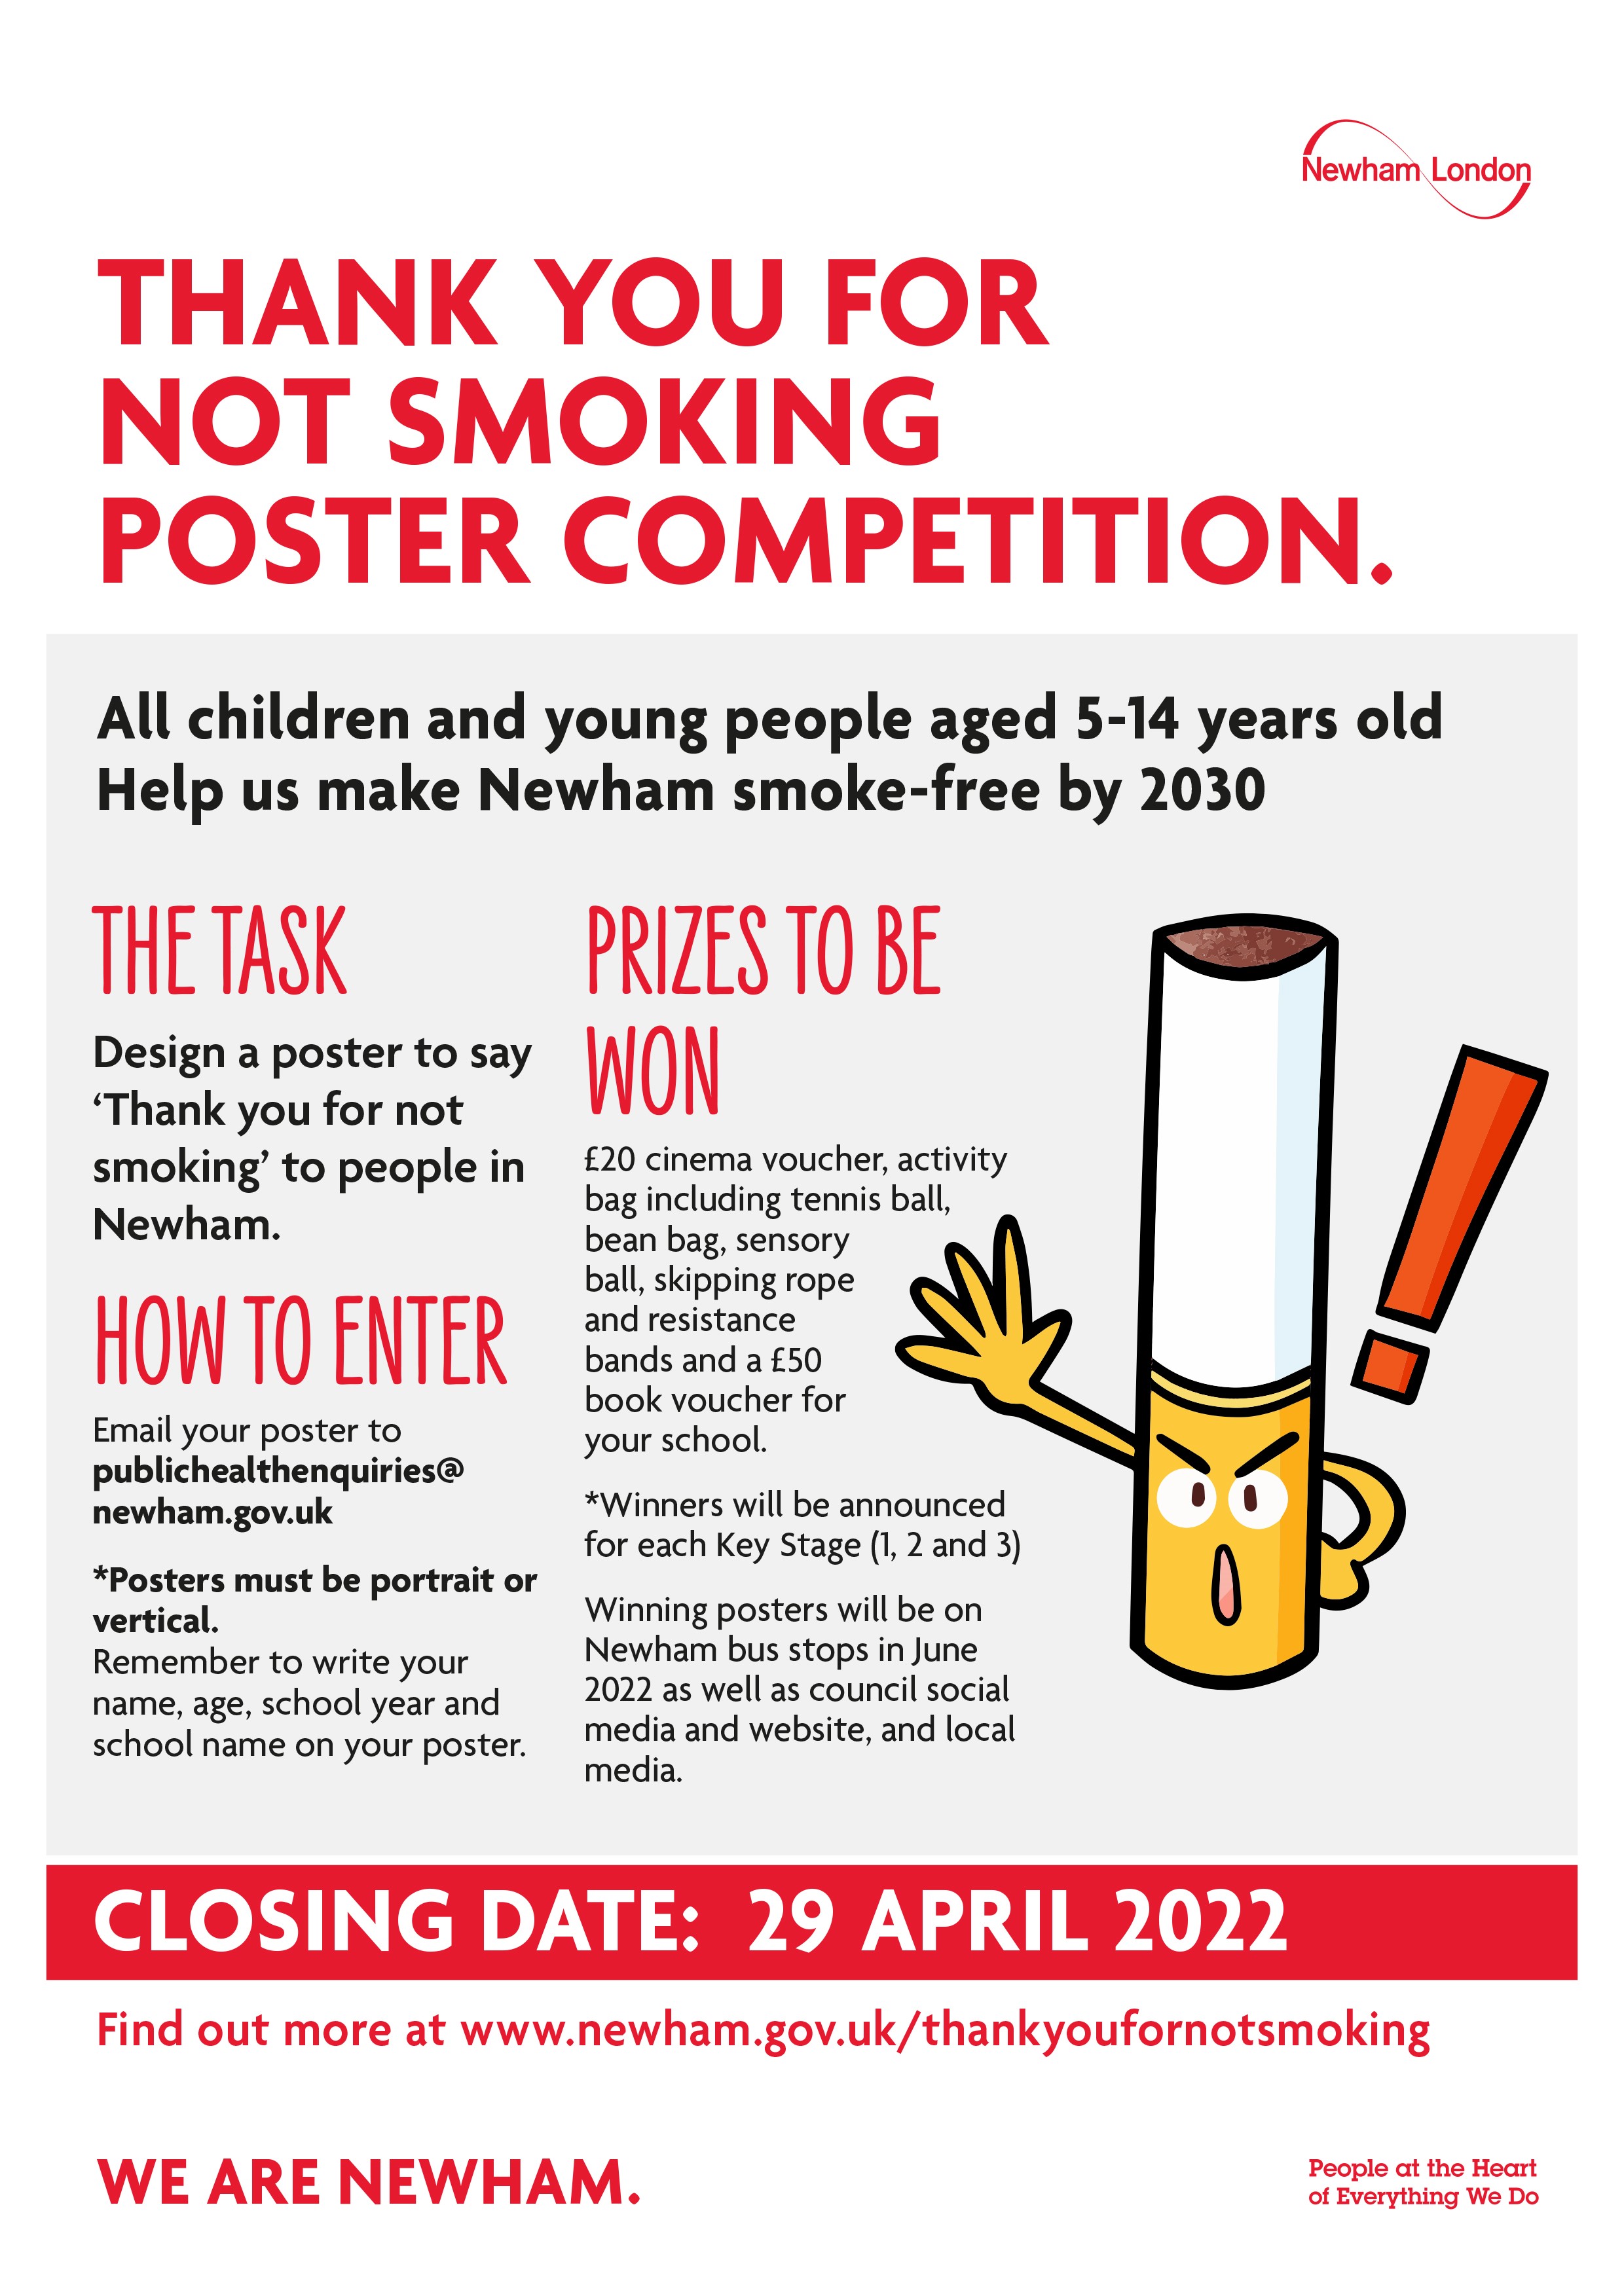 Newham London
THANK YOU FOR
NOT SMOKING
POSTER COMPETITION.
All children and young people aged 5-14 years old
Help us make Newham smoke-free by 2030
THE TASK
Design a poster to say
‘Thank you for not
smoking’ to people in
Newham.
HOW TO ENTER
Email your poster to
publichealthenquiries@
newham.gov.uk
*Posters must be portrait or
vertical.
Remember to write your
name, age, school year and
school name on your poster.
PRIZES TO BE
WON
£20 cinema voucher, activity
bag including tennis ball,
bean bag, sensory
ball, skipping rope
and resistance
bands and a £50
book voucher for
your school.
*Winners will be announced
for each Key Stage (1, 2 and 3)
Winning posters will be on
Newham bus stops in June
2022 as well as council social
media and website, and local
media.
CLOSING DATE: 29 APRIL 2022
Find out more at www.newham.gov.uk/thankyoufornotsmoking
WE ARE NEWHAM.
People at the Heart
of Everything We Do